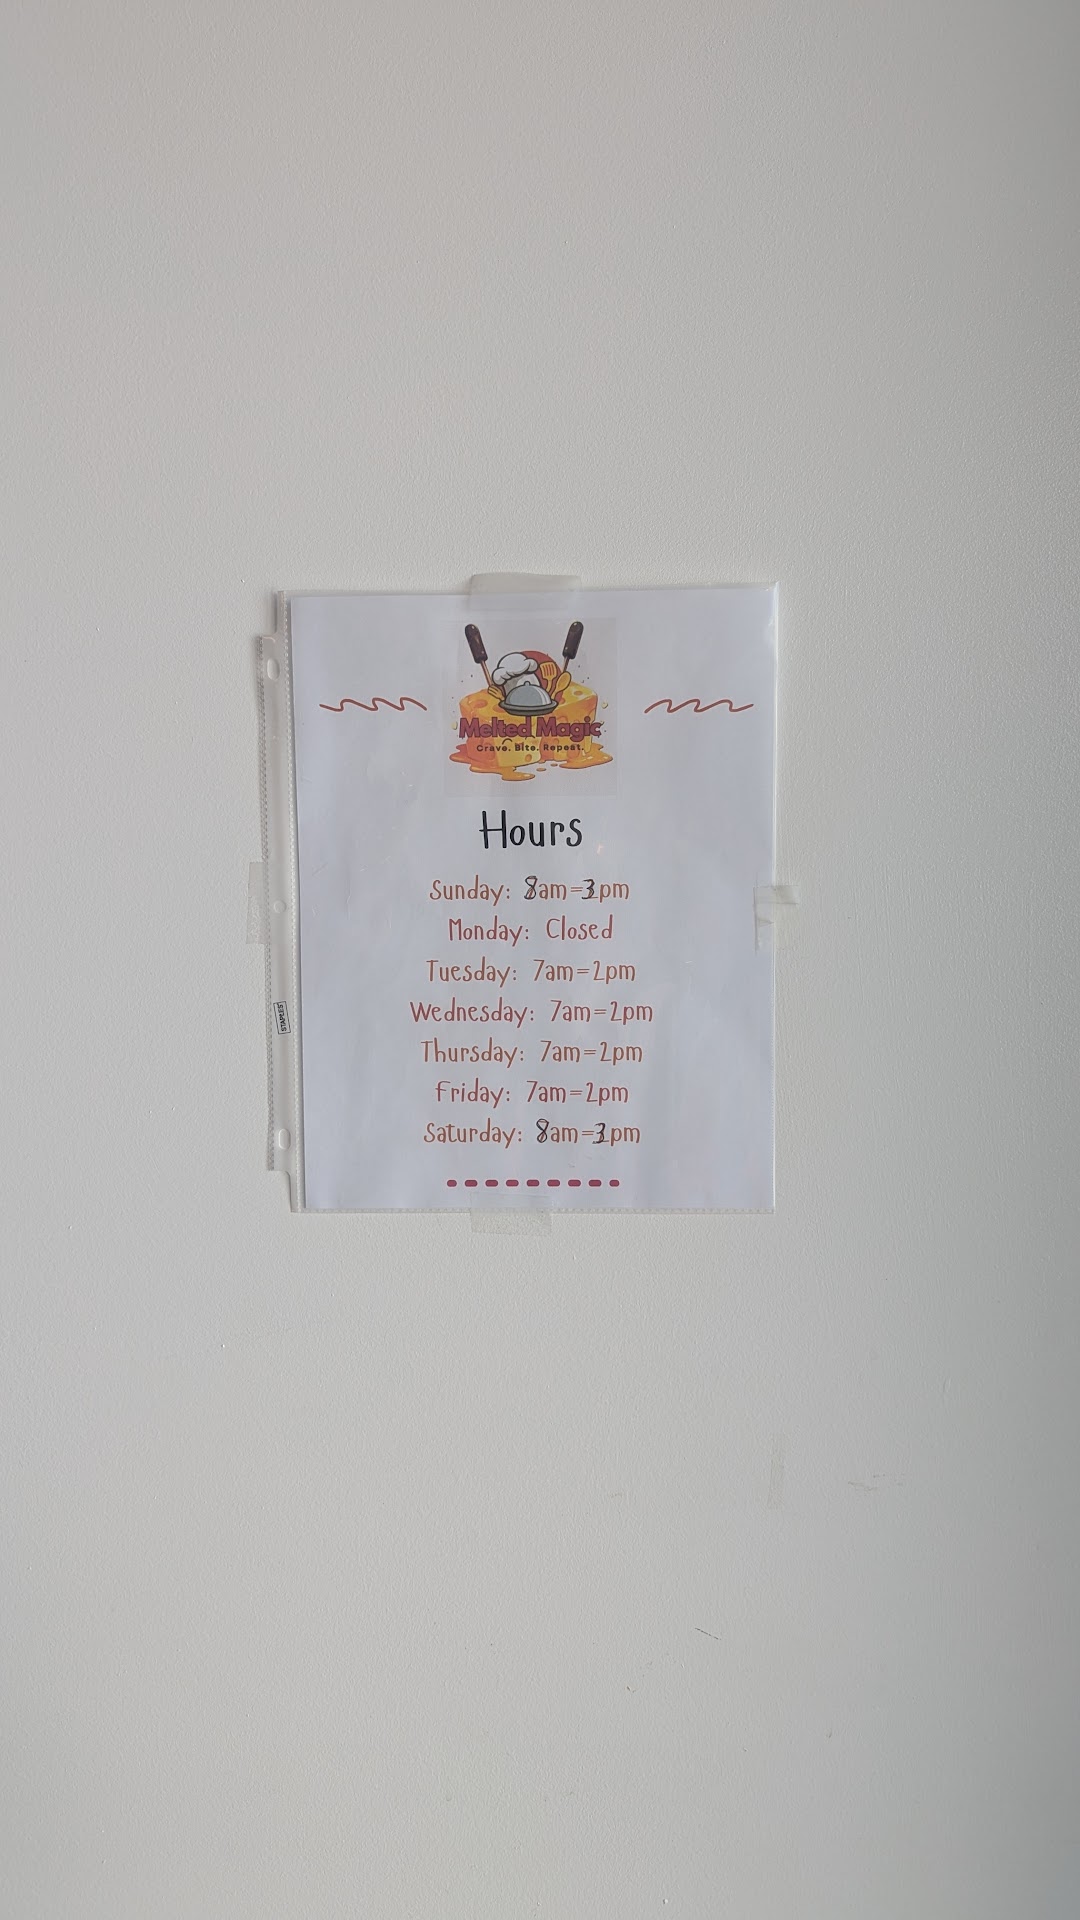 Melted Magic
Crave. Bite. Repeat.
Hours
Sunday: 8am-3pm
Monday: Closed
Tuesday: 7am-2pm
Wednesday: 7am-2pm
Thursday: 7am-2pm
Friday: 7am-2pm
Saturday: 8am-3pm
STAPLES